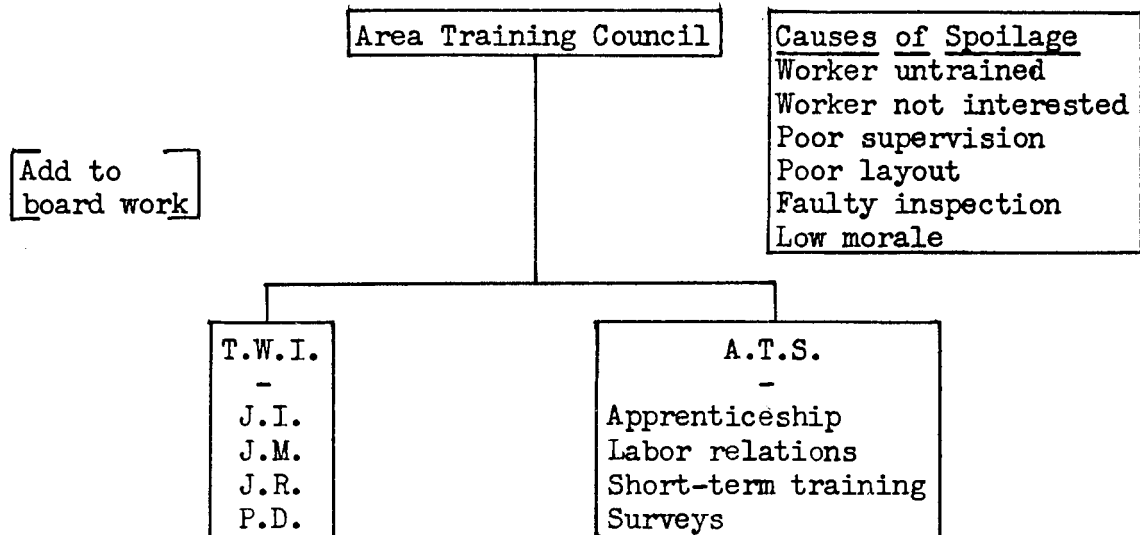 Area Training Council
Causes of Spoilage
Worker untrained
Worker not interested
Poor supervision
Poor layout
Faulty inspection
Low morale
Add to
board work
T.W.I.
-
J.I.
J.M.
J.R.
P.D.
A.T.S.
-
Apprenticeship
Labor relations
Short-term training
Surveys